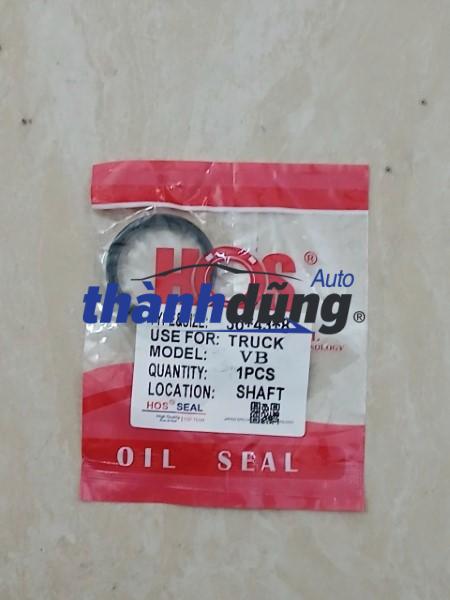 HOS®
Auto
thànhdũng®
USE FOR: TRUCK
MODEL: VB
QUANTITY: 1PCS
LOCATION: SHAFT
HOS® SEAL
OIL SEAL